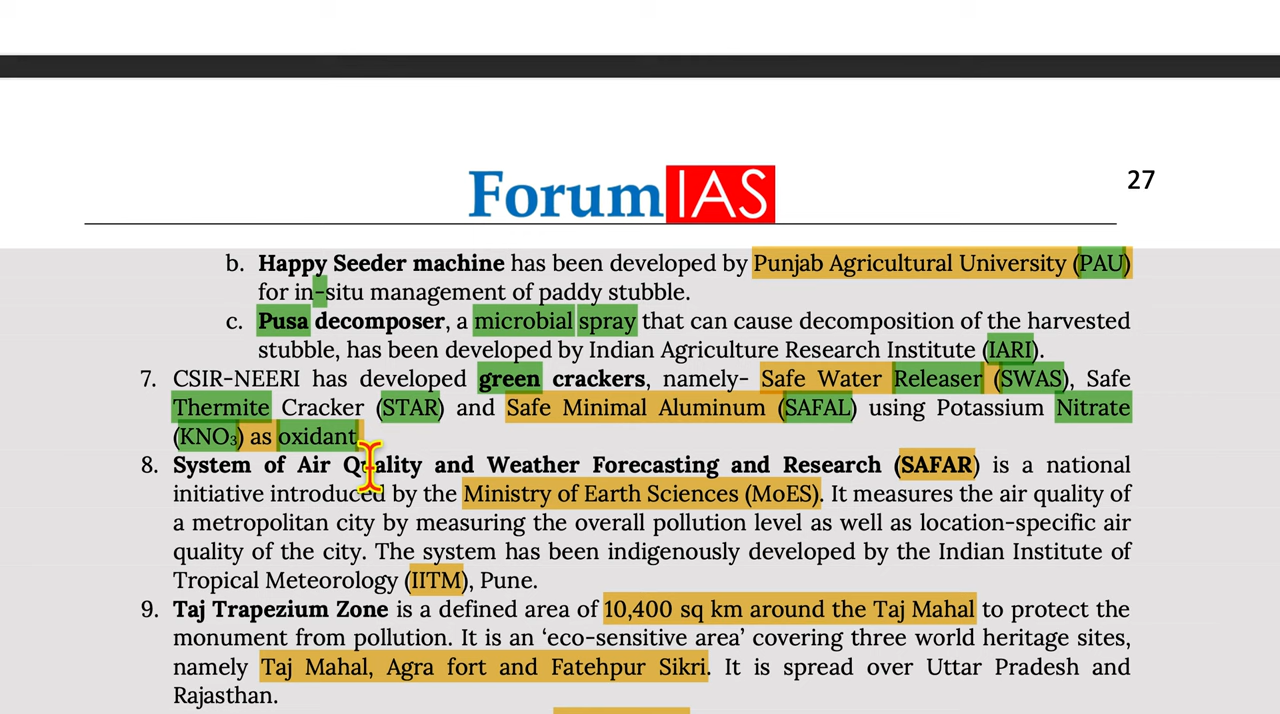 Forum IAS
27
b. Happy Seeder machine has been developed by Punjab Agricultural University (PAU)
for in-situ management of paddy stubble.
c. Pusa decomposer, a microbial spray that can cause decomposition of the harvested
stubble, has been developed by Indian Agriculture Research Institute (IARI).
7. CSIR-NEERI has developed green crackers, namely- Safe Water Releaser (SWAS), Safe
Thermite Cracker (STAR) and Safe Minimal Aluminum (SAFAL) using Potassium Nitrate
(KNO₃) as oxidant
8. System of Air Quality and Weather Forecasting and Research (SAFAR) is a national
initiative introduced by the Ministry of Earth Sciences (MoES). It measures the air quality of
a metropolitan city by measuring the overall pollution level as well as location-specific air
quality of the city. The system has been indigenously developed by the Indian Institute of
Tropical Meteorology (IITM), Pune.
9. Taj Trapezium Zone is a defined area of 10,400 sq km around the Taj Mahal to protect the
monument from pollution. It is an ‘eco-sensitive area’ covering three world heritage sites,
namely Taj Mahal, Agra fort and Fatehpur Sikri. It is spread over Uttar Pradesh and
Rajasthan.